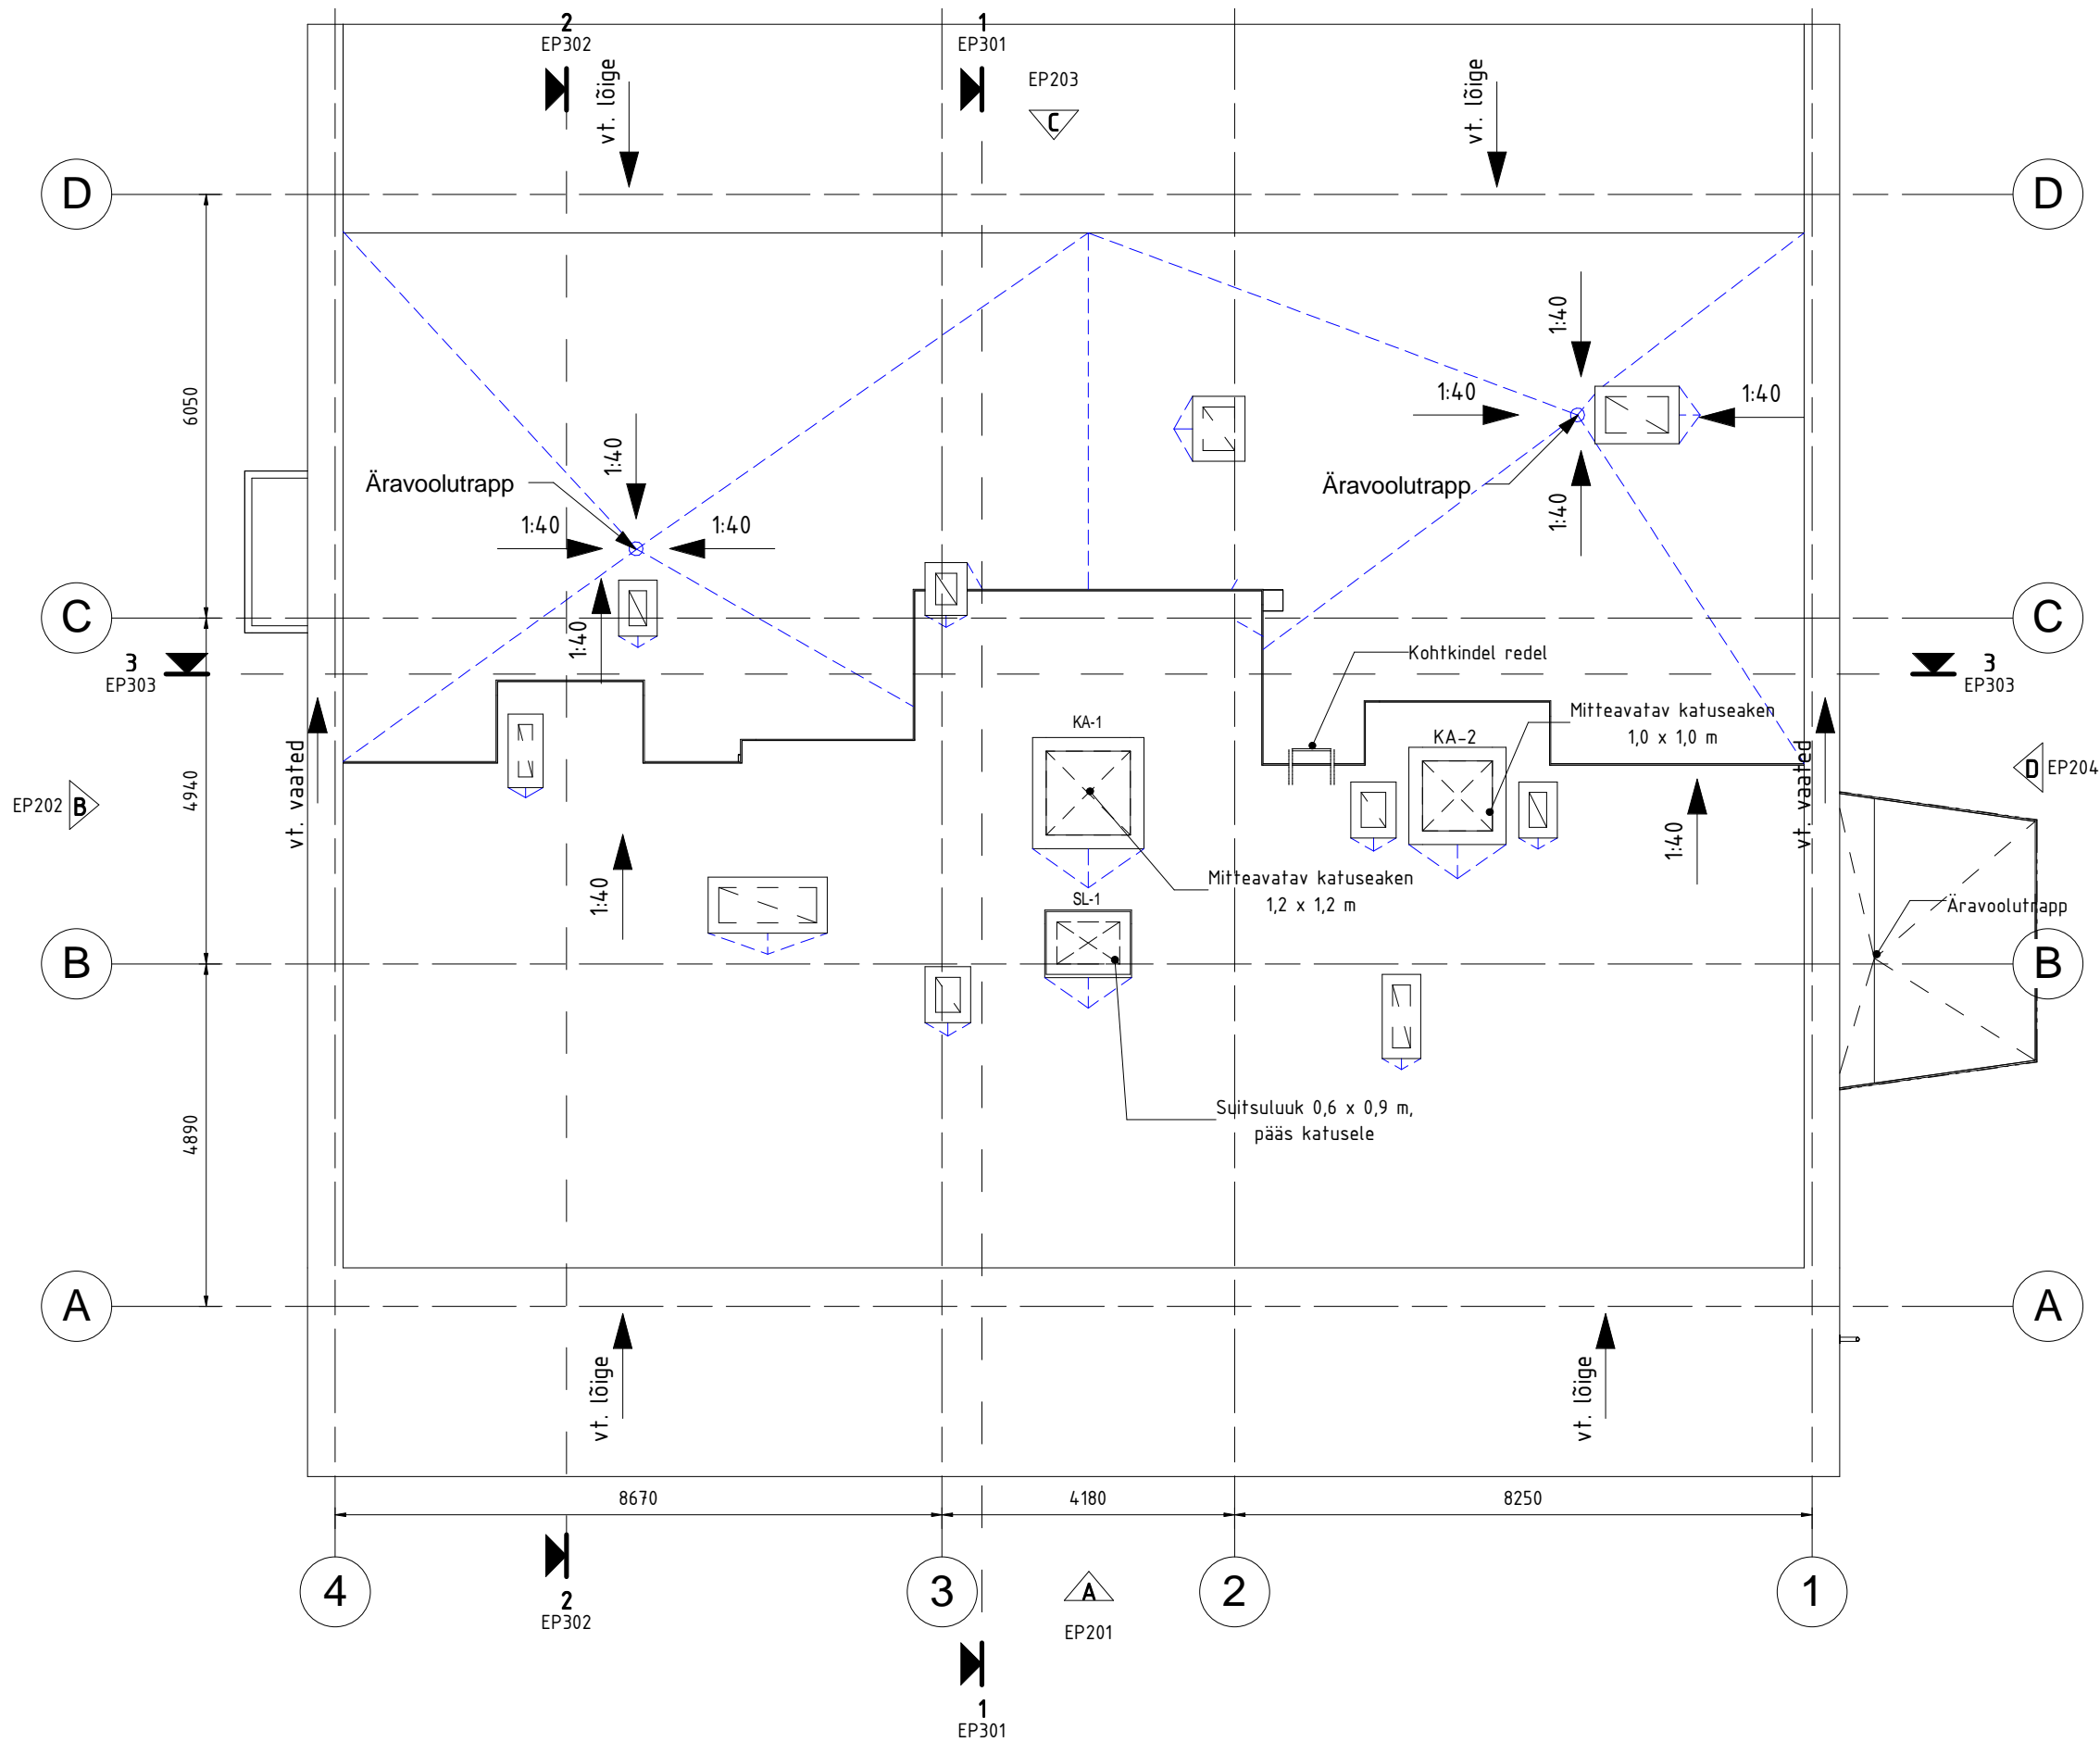 2
EP302
1
EP301
EP203
C
vt. lõige
vt. lõige
D
D
6050
1:40
1:40
1:40
1:40
Äravoolutrapp
Äravoolutrapp
1:40
1:40
1:40
1:40
C
C
3
EP303
3
EP303
Kohtkindel redel
KA-1
KA-2
Mitteavatav katuseaken
1,0 x 1,0 m
vt. vaated
vt. vaated
EP202
B
D
EP204
4940
1:40
1:40
Mitteavatav katuseaken
1,2 x 1,2 m
SL-1
Äravoolutrapp
B
B
4890
Suitsuluuk 0,6 x 0,9 m,
pääs katusele
A
A
vt. lõige
vt. lõige
8670
4180
8250
4
3
2
1
2
EP302
A
EP201
1
EP301